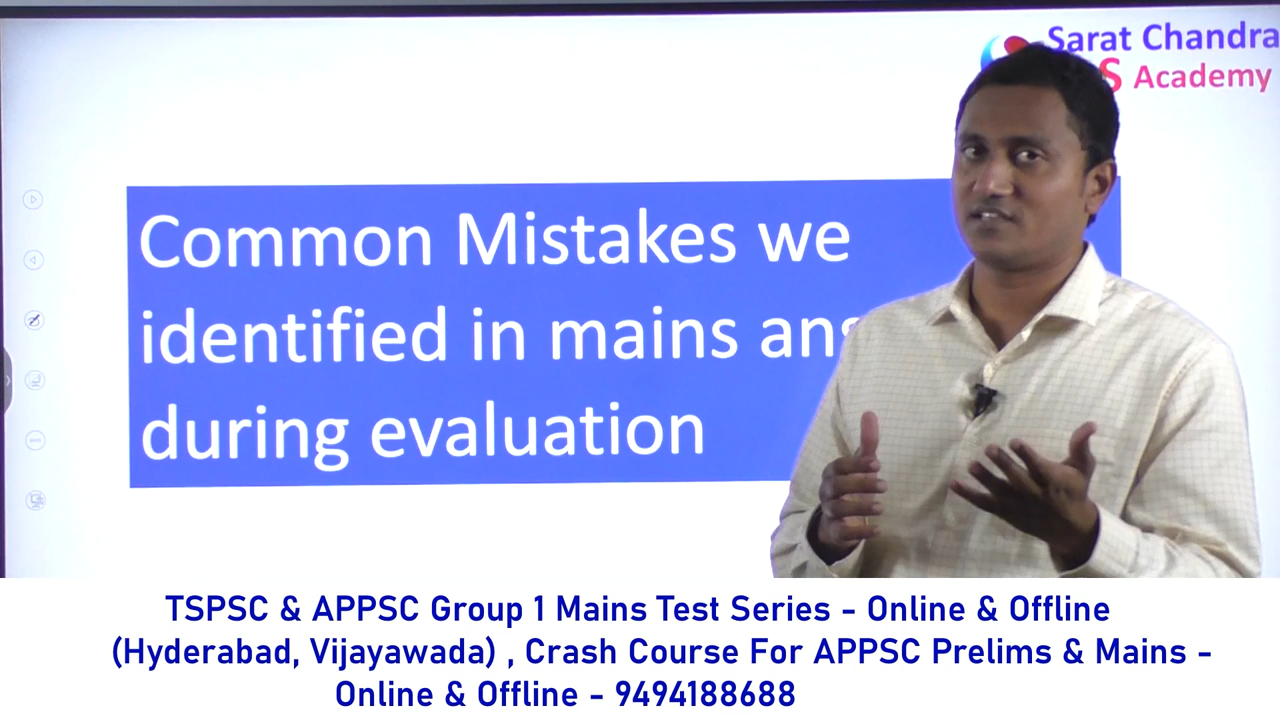 Sarat Chandra
S Academy
Common Mistakes we
identified in mains ans
during evaluation
TSPSC & APPSC Group 1 Mains Test Series - Online & Offline
(Hyderabad, Vijayawada) , Crash Course For APPSC Prelims & Mains -
Online & Offline - 9494188688